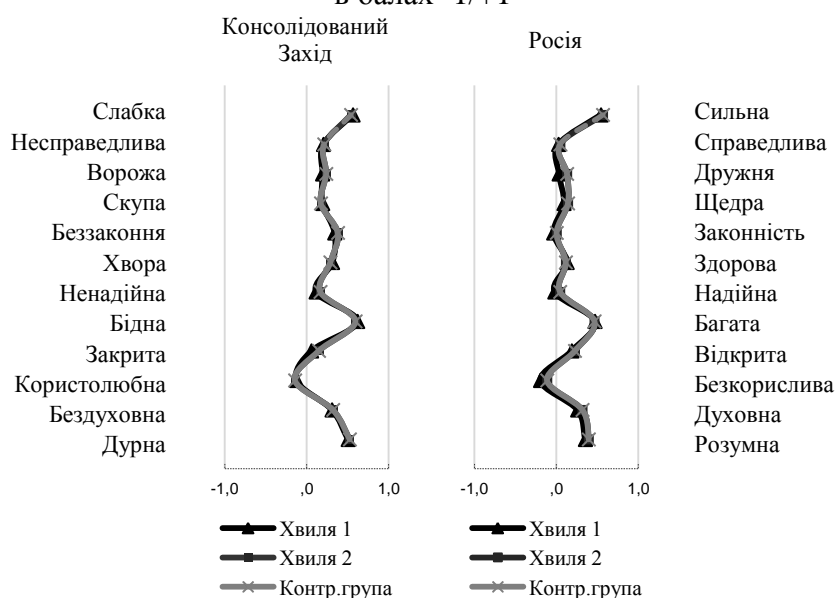 в балах -1/+1
Консолідований
Захід
Росія
Слабка
Сильна
Несправедлива
Справедлива
Ворожа
Дружня
Скупа
Щедра
Беззаконня
Законність
Хвора
Здорова
Ненадійна
Надійна
Бідна
Багата
Закрита
Відкрита
Користолюбна
Безкорислива
Бездуховна
Духовна
Дурна
Розумна
-1,0 ,0 1,0
-1,0 ,0 1,0
Хвиля 1
Хвиля 1
Хвиля 2
Хвиля 2
Контр.група
Контр.група